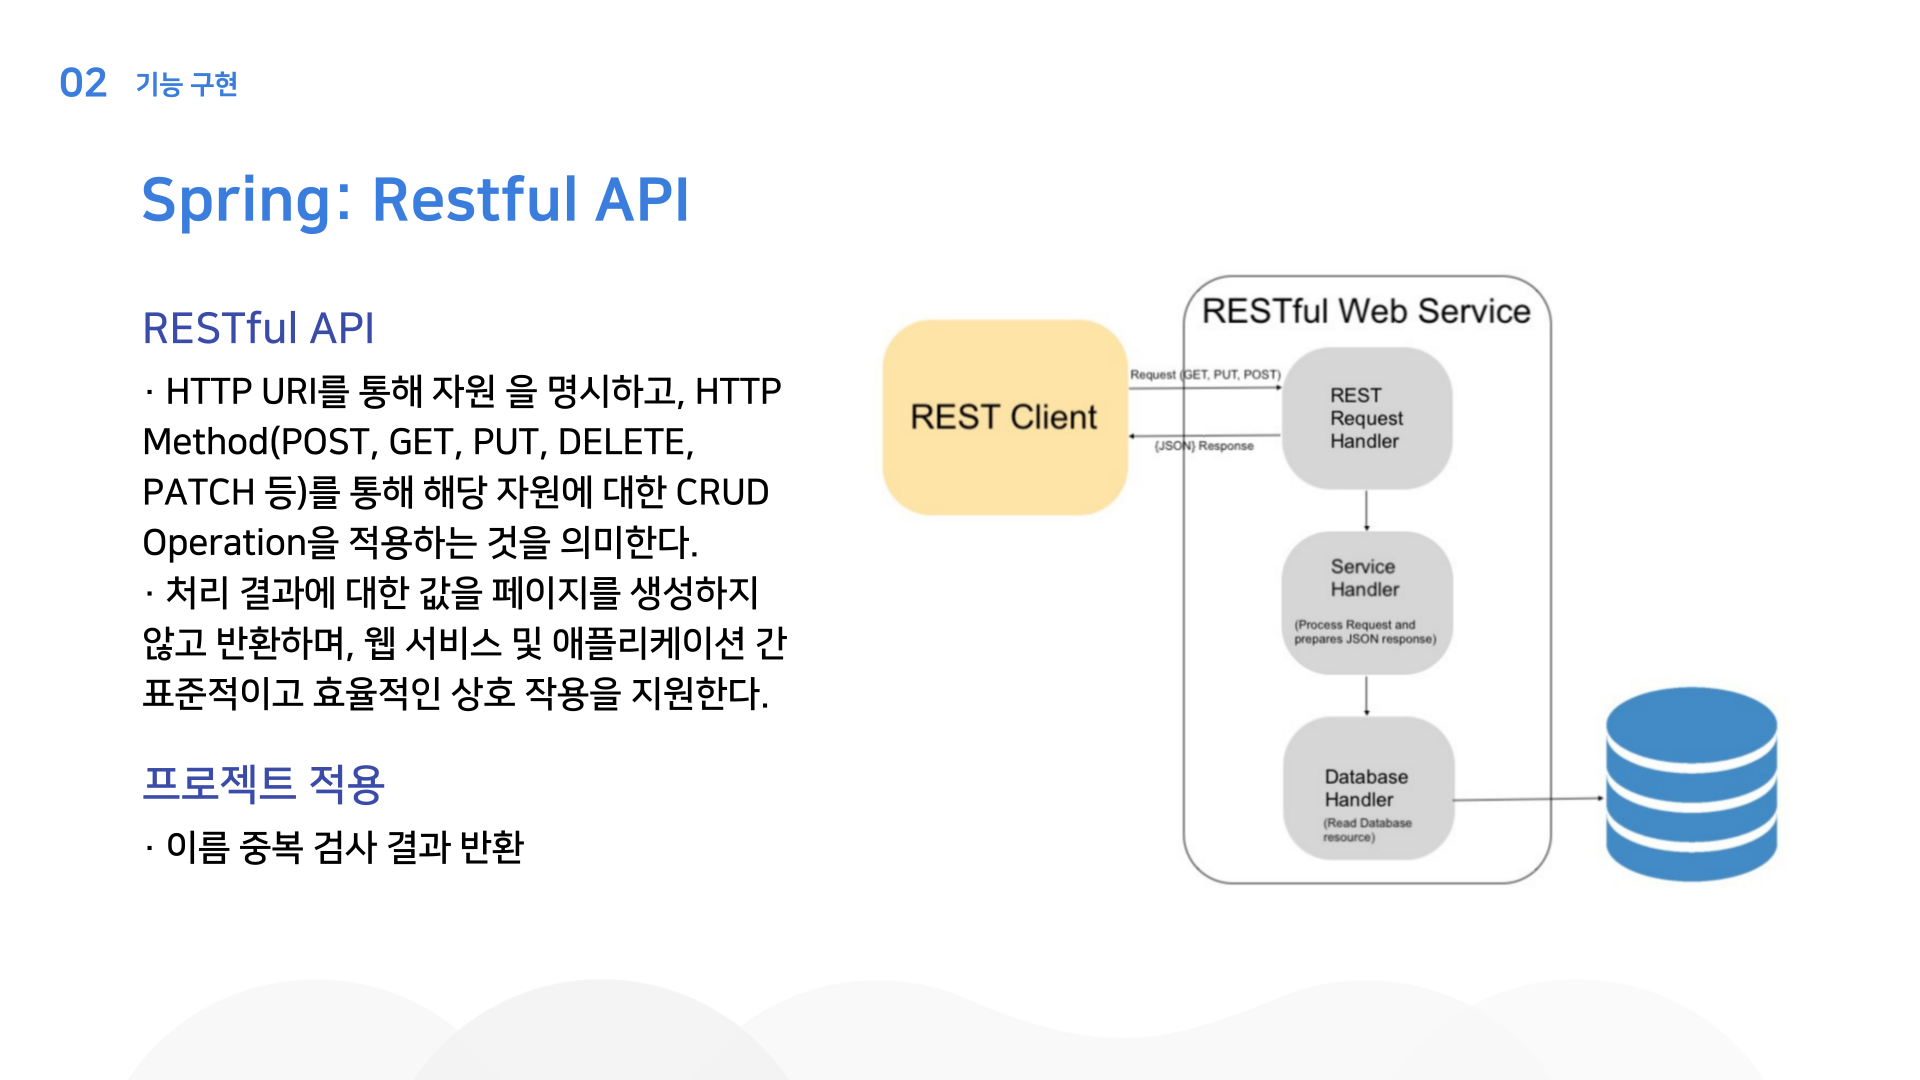 02 기능 구현
Spring: Restful API
RESTful API
· HTTP URI를 통해 자원 을 명시하고, HTTP
Method(POST, GET, PUT, DELETE,
PATCH 등)를 통해 해당 자원에 대한 CRUD
Operation을 적용하는 것을 의미한다.
· 처리 결과에 대한 값을 페이지를 생성하지
않고 반환하며, 웹 서비스 및 애플리케이션 간
표준적이고 효율적인 상호 작용을 지원한다.
프로젝트 적용
· 이름 중복 검사 결과 반환
RESTful Web Service
REST Client
Request (GET, PUT, POST)
{JSON} Response
REST
Request
Handler
Service
Handler
(Process Request and
prepares JSON response)
Database
Handler
(Read Database
resource)